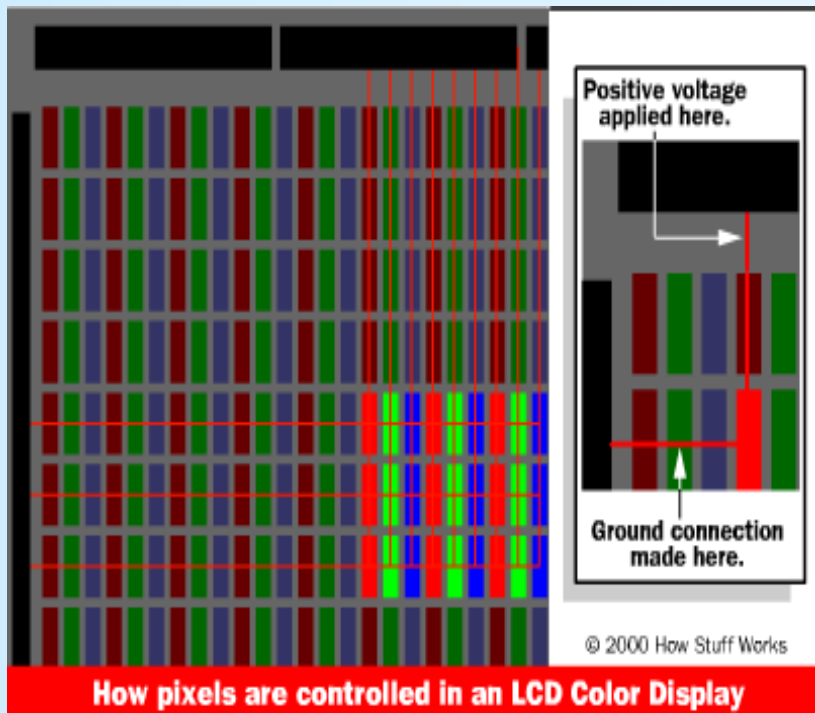 Positive voltage
applied here.
Ground connection
made here.
© 2000 How Stuff Works
How pixels are controlled in an LCD Color Display